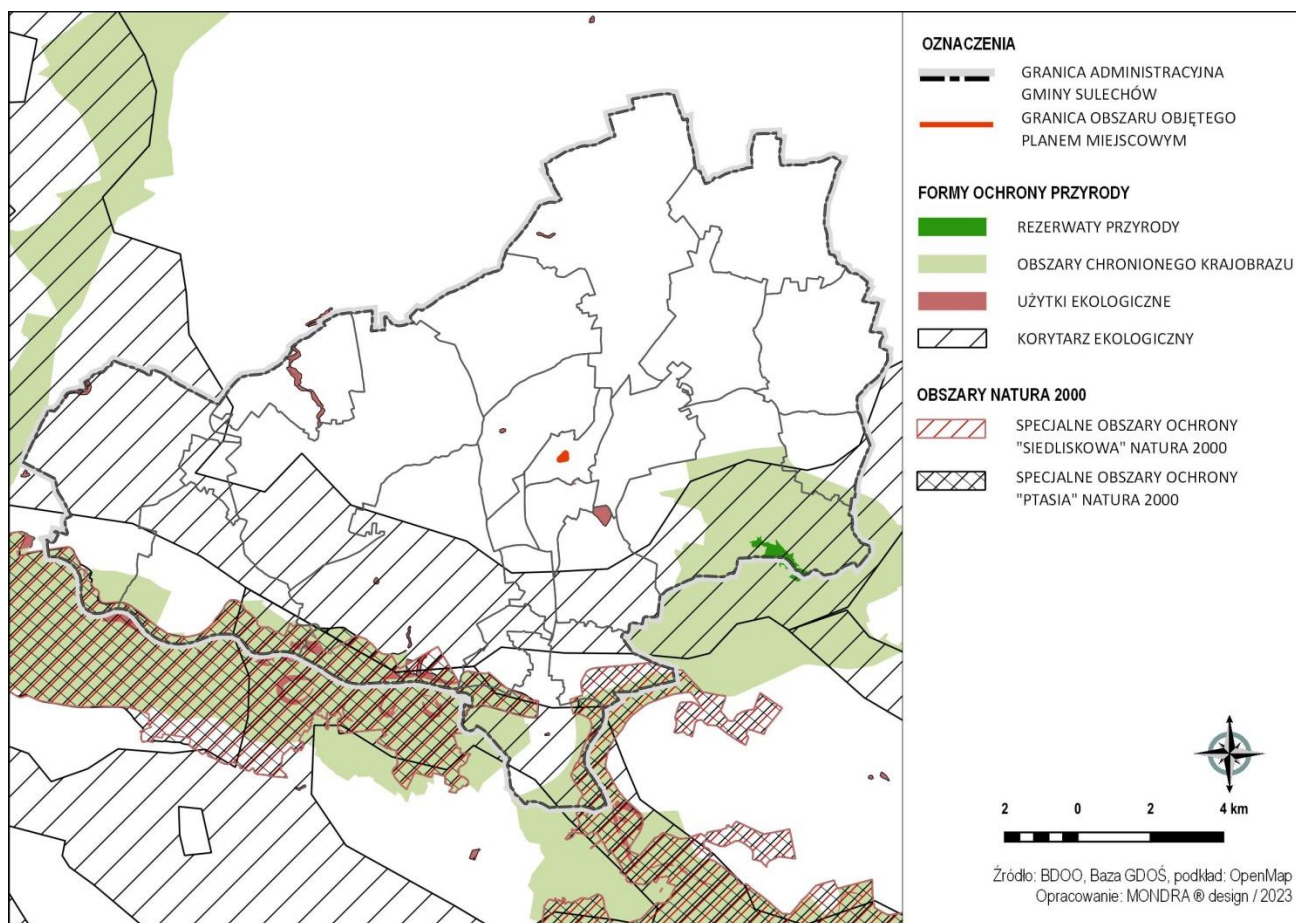 OZNACZENIA
GRANICA ADMINISTRACYJNA
GMINY SULECHÓW
GRANICA OBSZARU OBJĘTEGO
PLANEM MIEJSCOWYM
FORMY OCHRONY PRZYRODY
REZERWATY PRZYRODY
OBSZARY CHRONIONEGO KRAJOBRAZU
UŻYTKI EKOLOGICZNE
KORYTARZ EKOLOGICZNY
OBSZARY NATURA 2000
SPECJALNE OBSZARY OCHRONY
"SIEDLISKOWA" NATURA 2000
SPECJALNE OBSZARY OCHRONY
"PTASIA" NATURA 2000
2 0 2 4 km
Źródło: BDOO, Baza GDOŚ, podkład: OpenMap
Opracowanie: MONDRA ® design / 2023